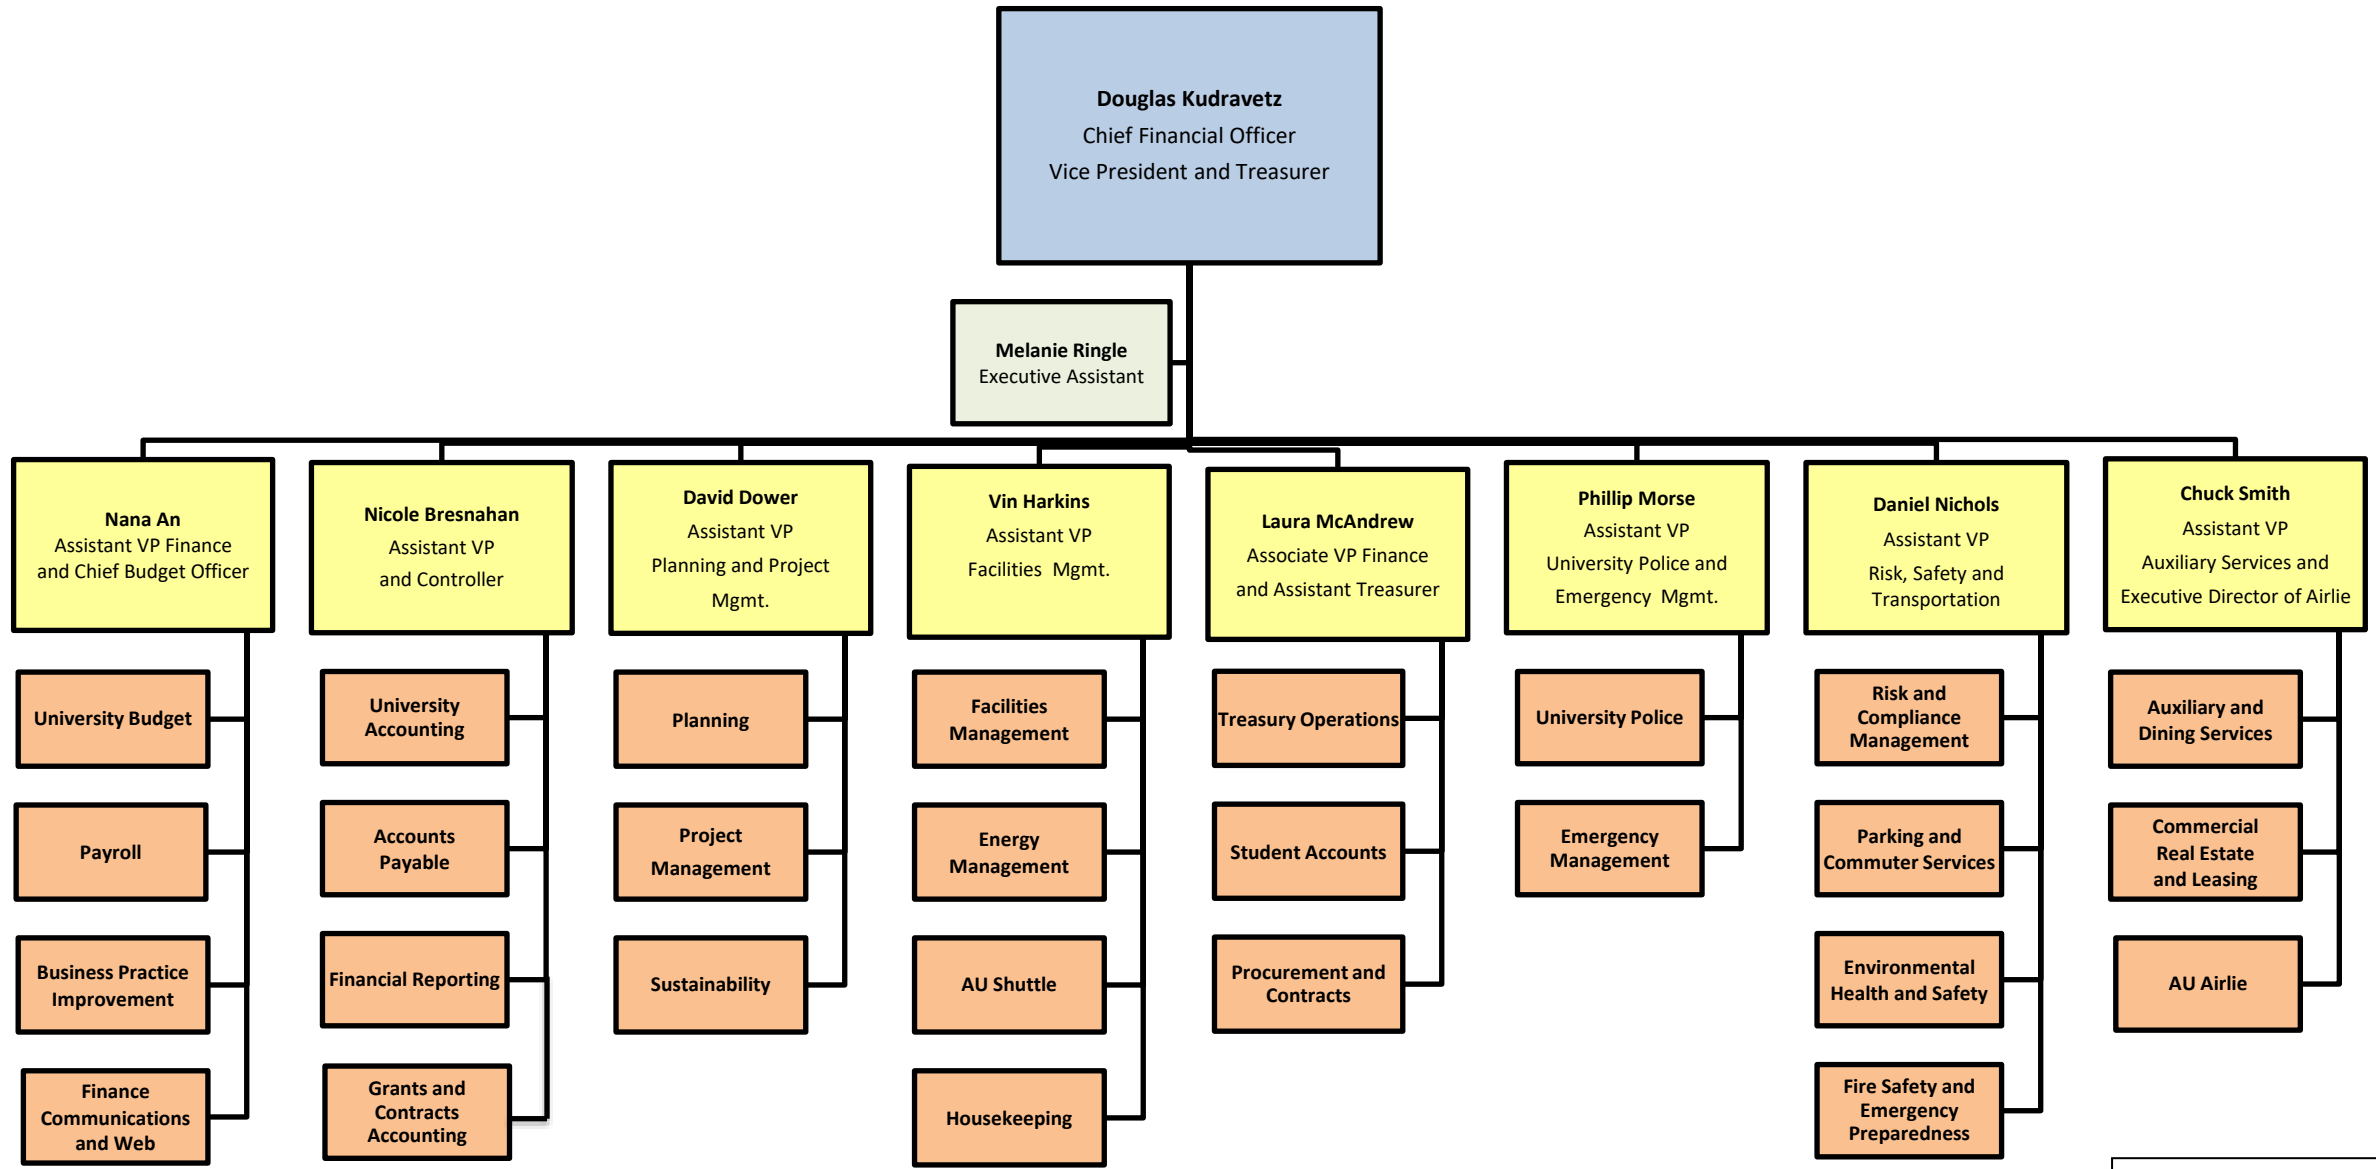 Douglas Kudravetz
Chief Financial Officer
Vice President and Treasurer
Melanie Ringle
Executive Assistant
Nana An
Assistant VP Finance
and Chief Budget Officer
University Budget
Payroll
Business Practice
Improvement
Finance
Communications
and Web
Nicole Bresnahan
Assistant VP
and Controller
University
Accounting
Accounts
Payable
Financial Reporting
Grants and
Contracts
Accounting
David Dower
Assistant VP
Planning and Project
Mgmt.
Planning
Project
Management
Sustainability
Vin Harkins
Assistant VP
Facilities Mgmt.
Facilities
Management
Energy
Management
AU Shuttle
Housekeeping
Laura McAndrew
Associate VP Finance
and Assistant Treasurer
Treasury Operations
Student Accounts
Procurement and
Contracts
Phillip Morse
Assistant VP
University Police and
Emergency Mgmt.
University Police
Emergency
Management
Daniel Nichols
Assistant VP
Risk, Safety and
Transportation
Risk and
Compliance
Management
Parking and
Commuter Services
Environmental
Health and Safety
Fire Safety and
Emergency
Preparedness
Chuck Smith
Assistant VP
Auxiliary Services and
Executive Director of Airlie
Auxiliary and
Dining Services
Commercial
Real Estate
and Leasing
AU Airlie